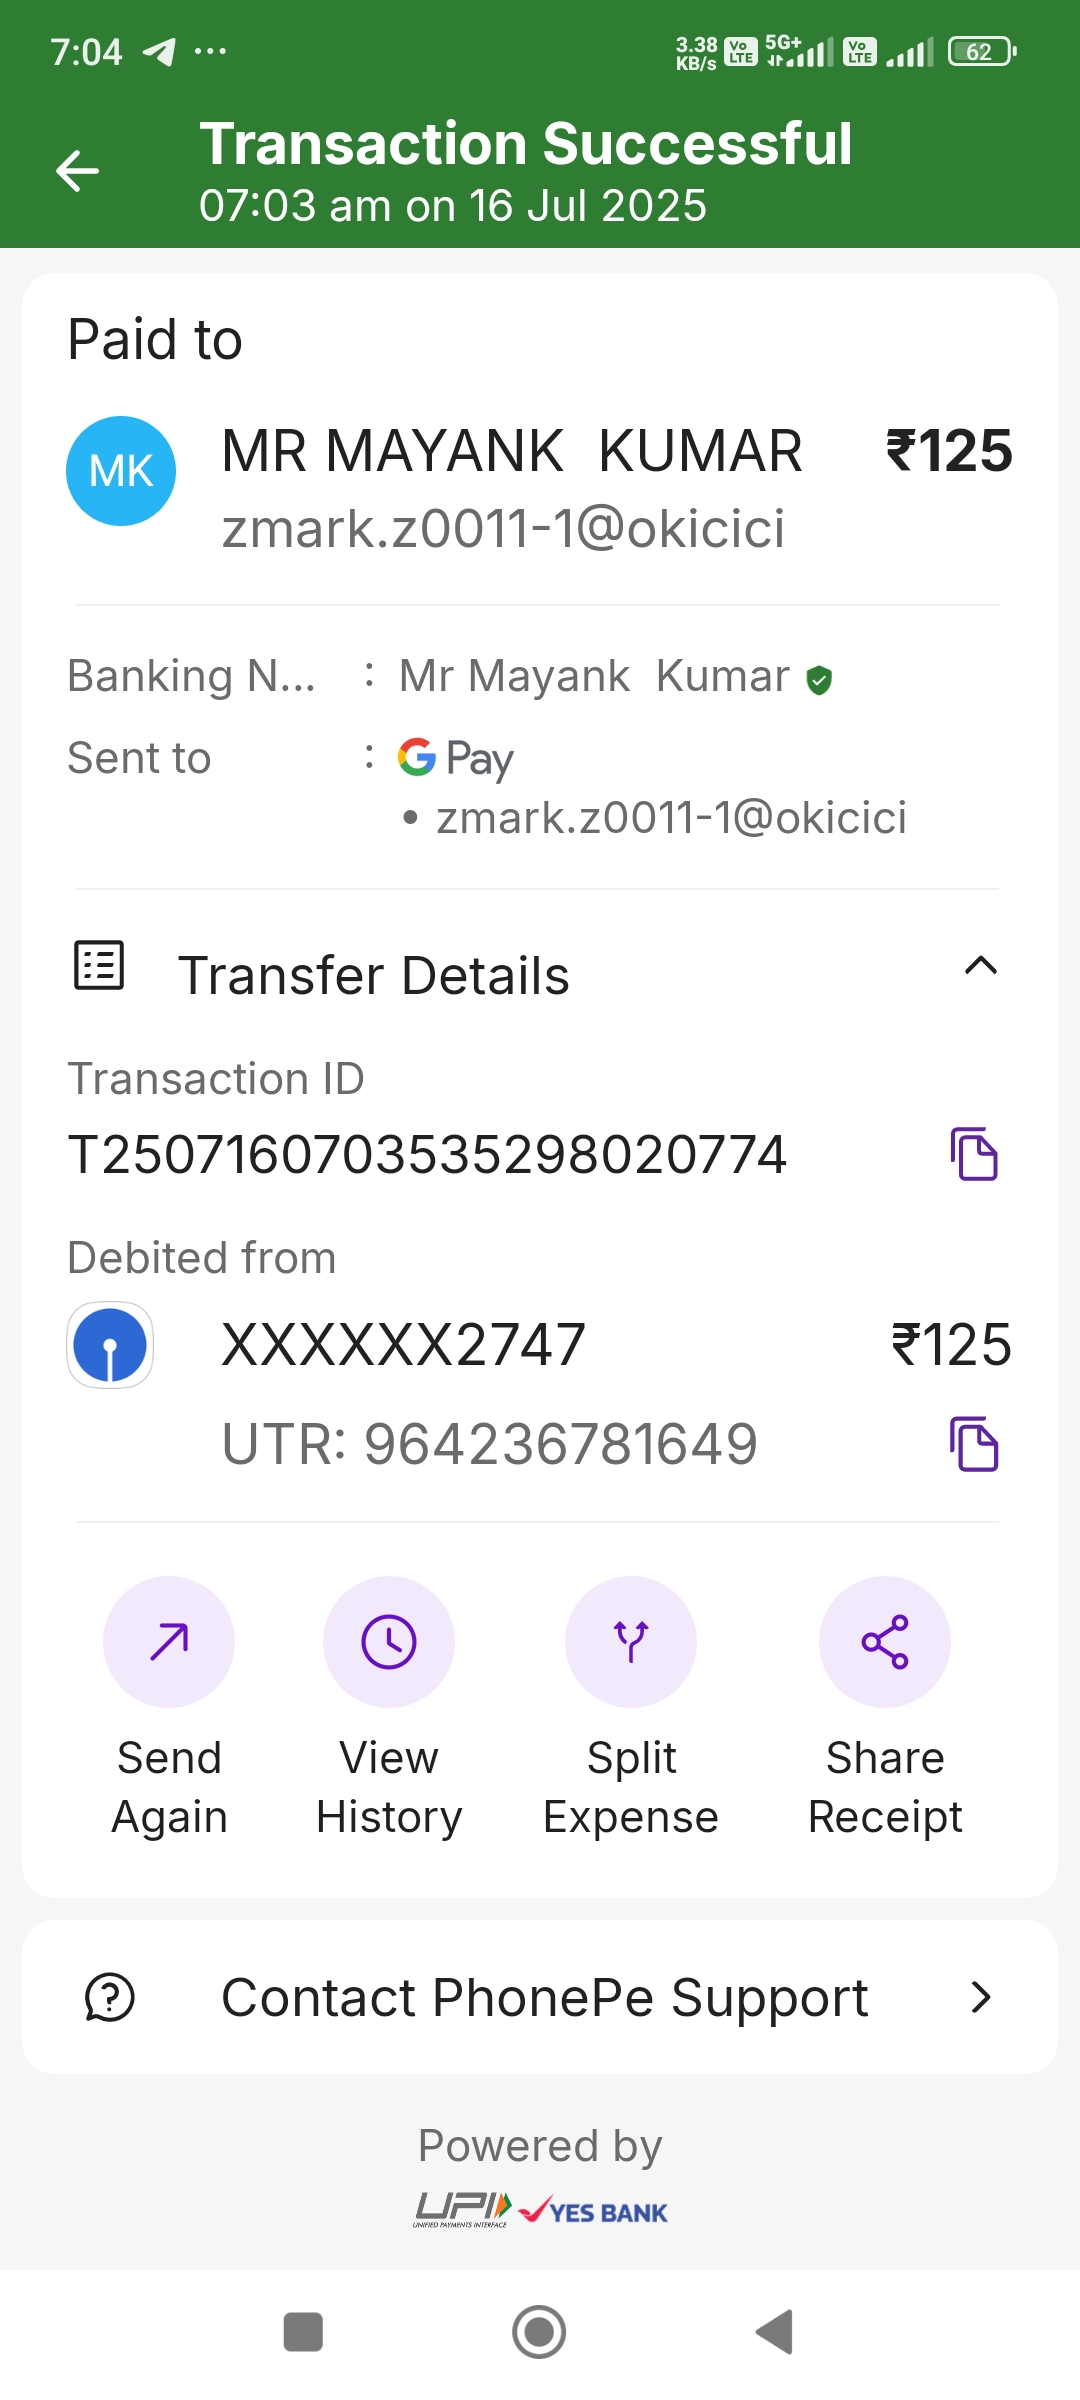 7:04 ... 3.38 KB/s Vo LTE 5G+ Vo LTE 62
Transaction Successful
07:03 am on 16 Jul 2025
Paid to
MK MR MAYANK  KUMAR ₹125
zmark.z0011-1@okicici
Banking N... : Mr Mayank  Kumar
Sent to : G Pay
• zmark.z0011-1@okicici
Transfer Details
Transaction ID
T2507160703535298020774
Debited from
XXXXXX2747 ₹125
UTR: 964236781649
Send Again
View History
Split Expense
Share Receipt
Contact PhonePe Support
Powered by
UPI UNIFIED PAYMENTS INTERFACE YES BANK